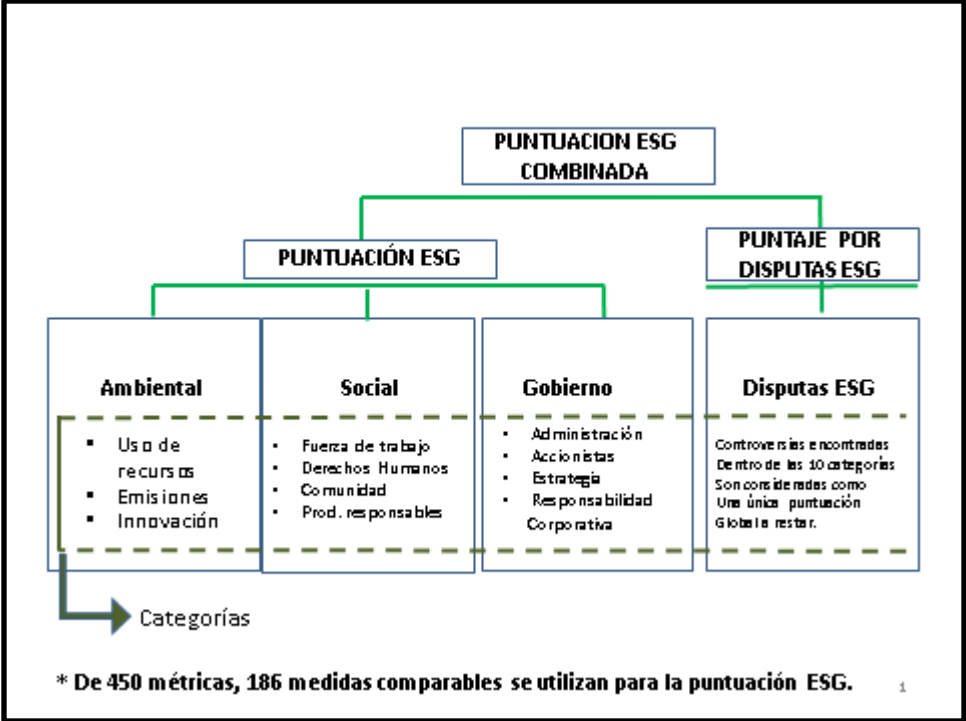 PUNTUACION ESG
COMBINADA
PUNTUACIÓN ESG
PUNTAJE POR
DISPUTAS ESG
Ambiental
▪ Uso de
recursos
▪ Emisiones
▪ Innovación
Social
• Fuerza de trabajo
• Derechos Humanos
• Comunidad
• Prod. responsables
Gobierno
• Administración
• Accionistas
• Estrategia
• Responsabilidad
Corporativa
Disputas ESG
Controversias encontradas
Dentro de las 10 categorías
Son consideradas como
Una única puntuación
Global a restar.
Categorías
* De 450 métricas, 186 medidas comparables se utilizan para la puntuación ESG.
1